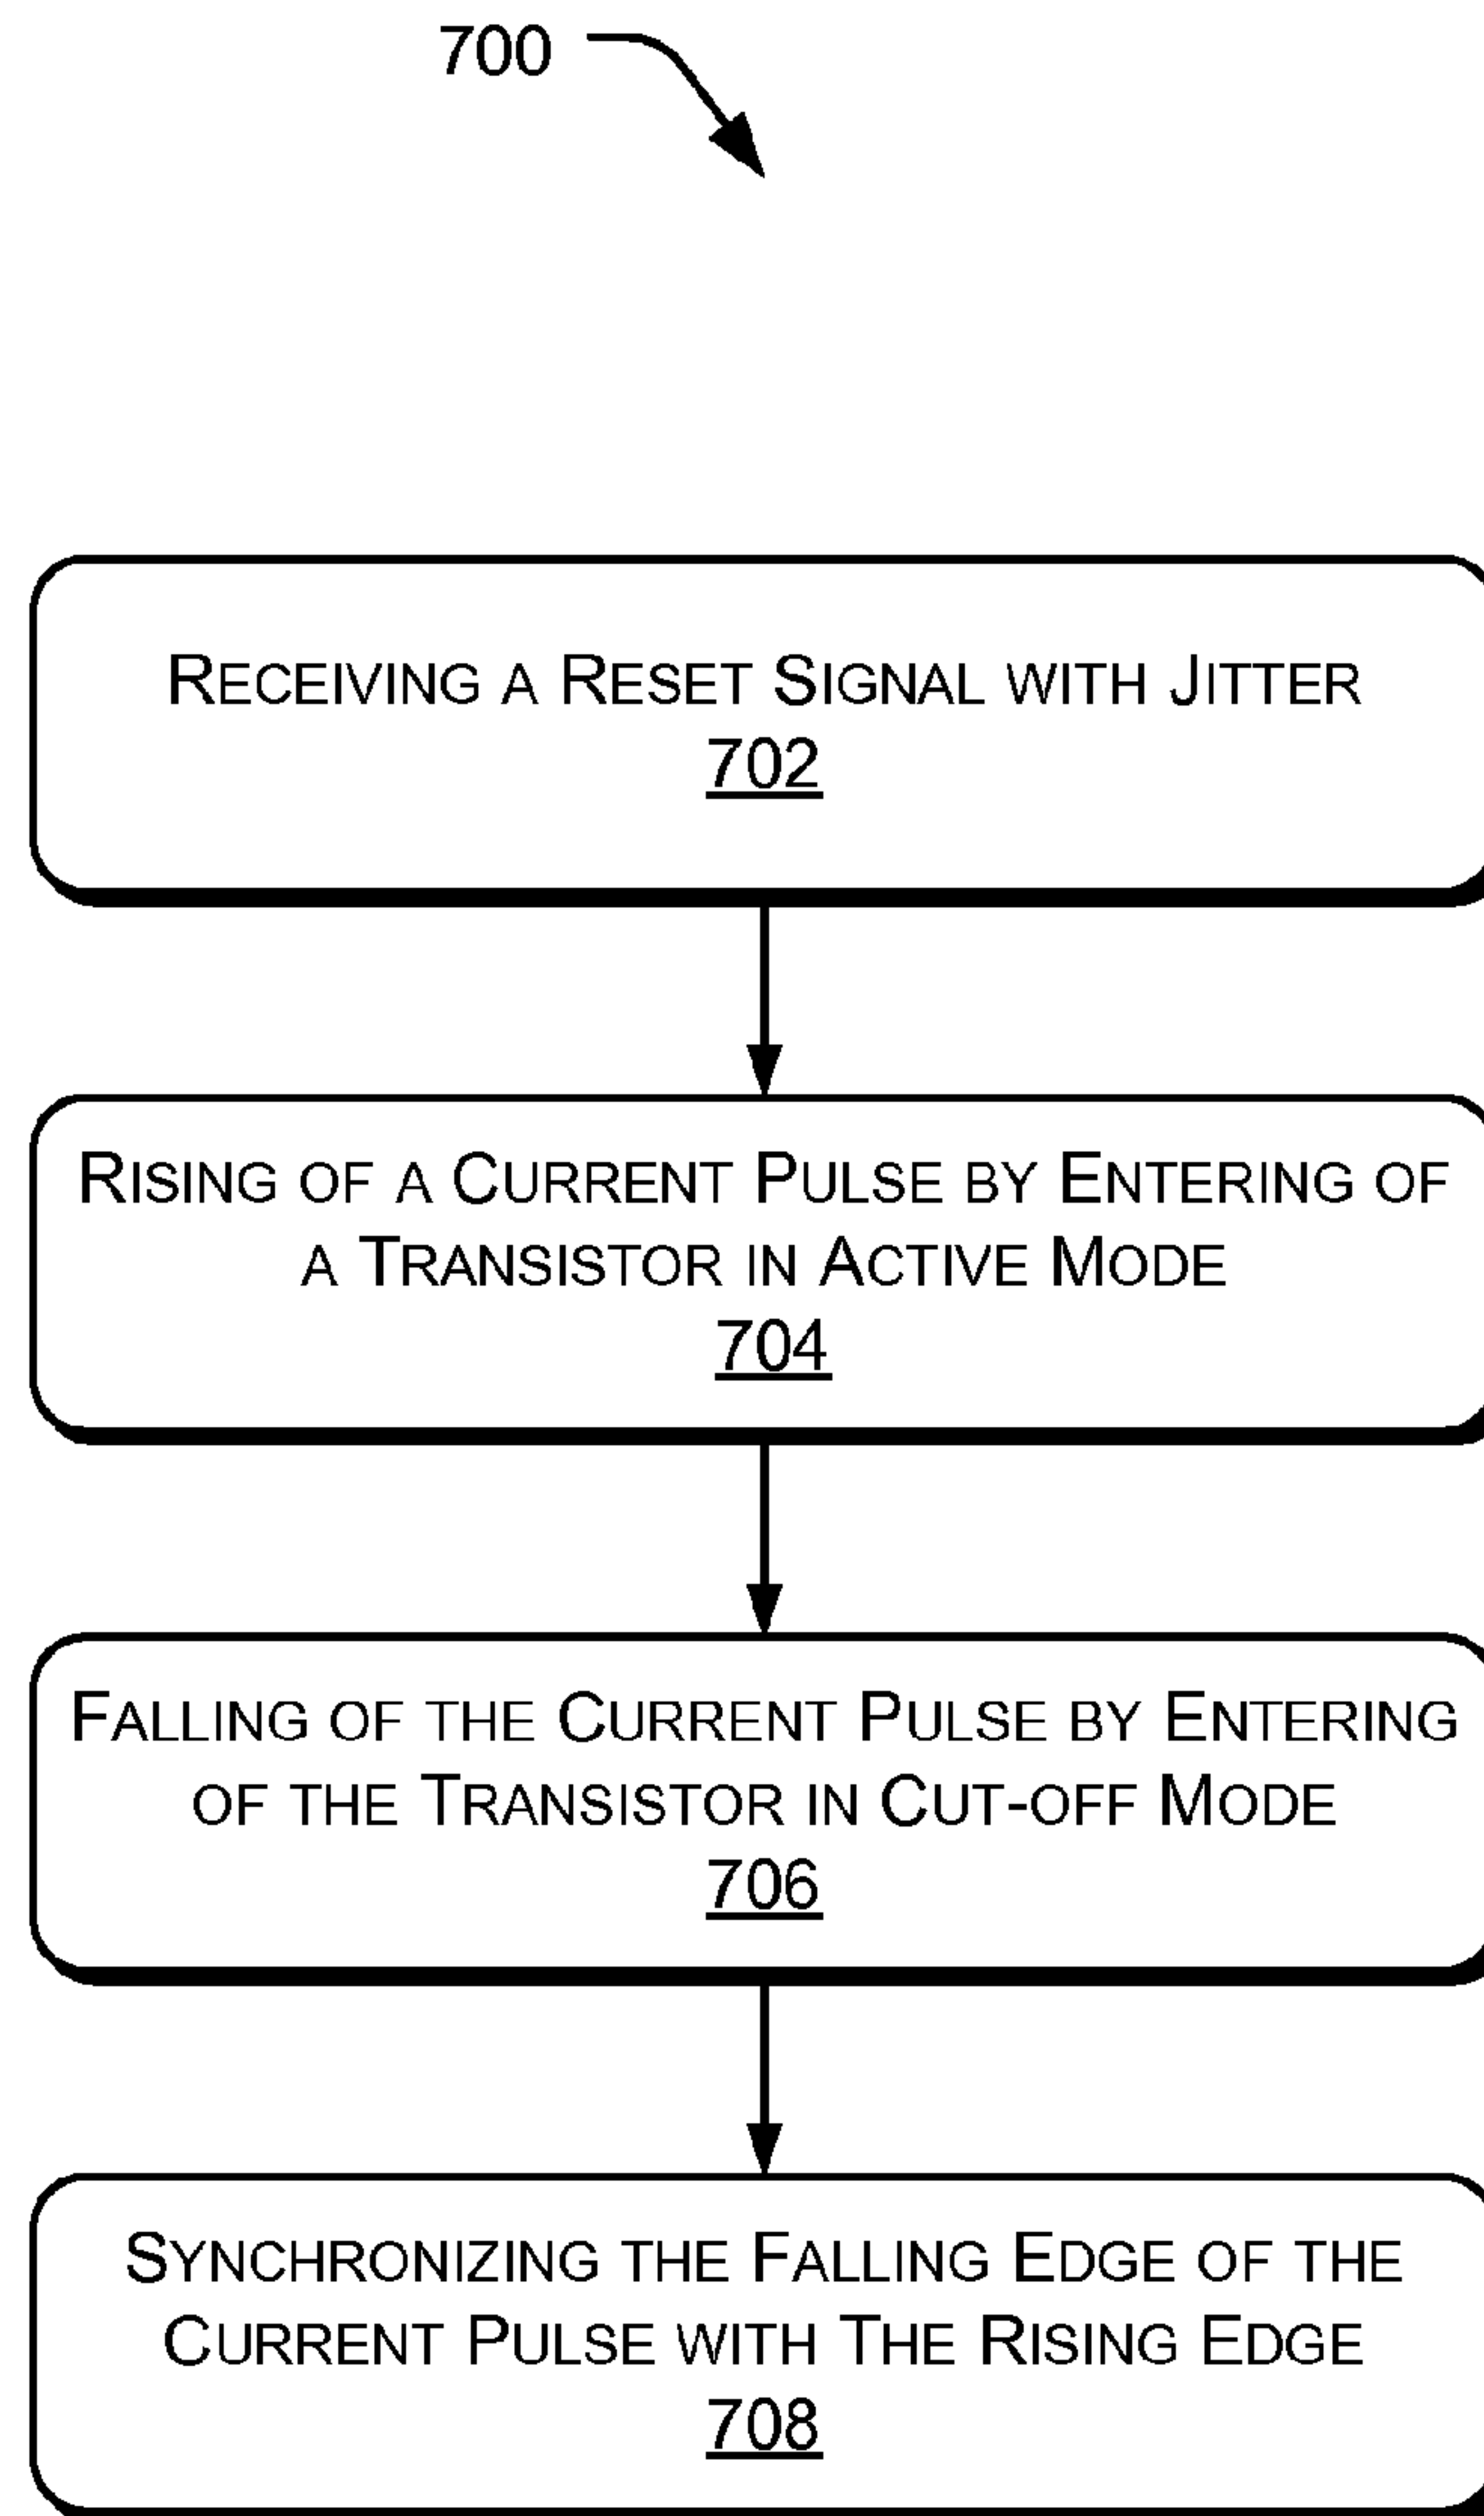 700
RECEIVING A RESET SIGNAL WITH JITTER
702
RISING OF A CURRENT PULSE BY ENTERING OF
A TRANSISTOR IN ACTIVE MODE
704
FALLING OF THE CURRENT PULSE BY ENTERING
OF THE TRANSISTOR IN CUT-OFF MODE
706
SYNCHRONIZING THE FALLING EDGE OF THE
CURRENT PULSE WITH THE RISING EDGE
708